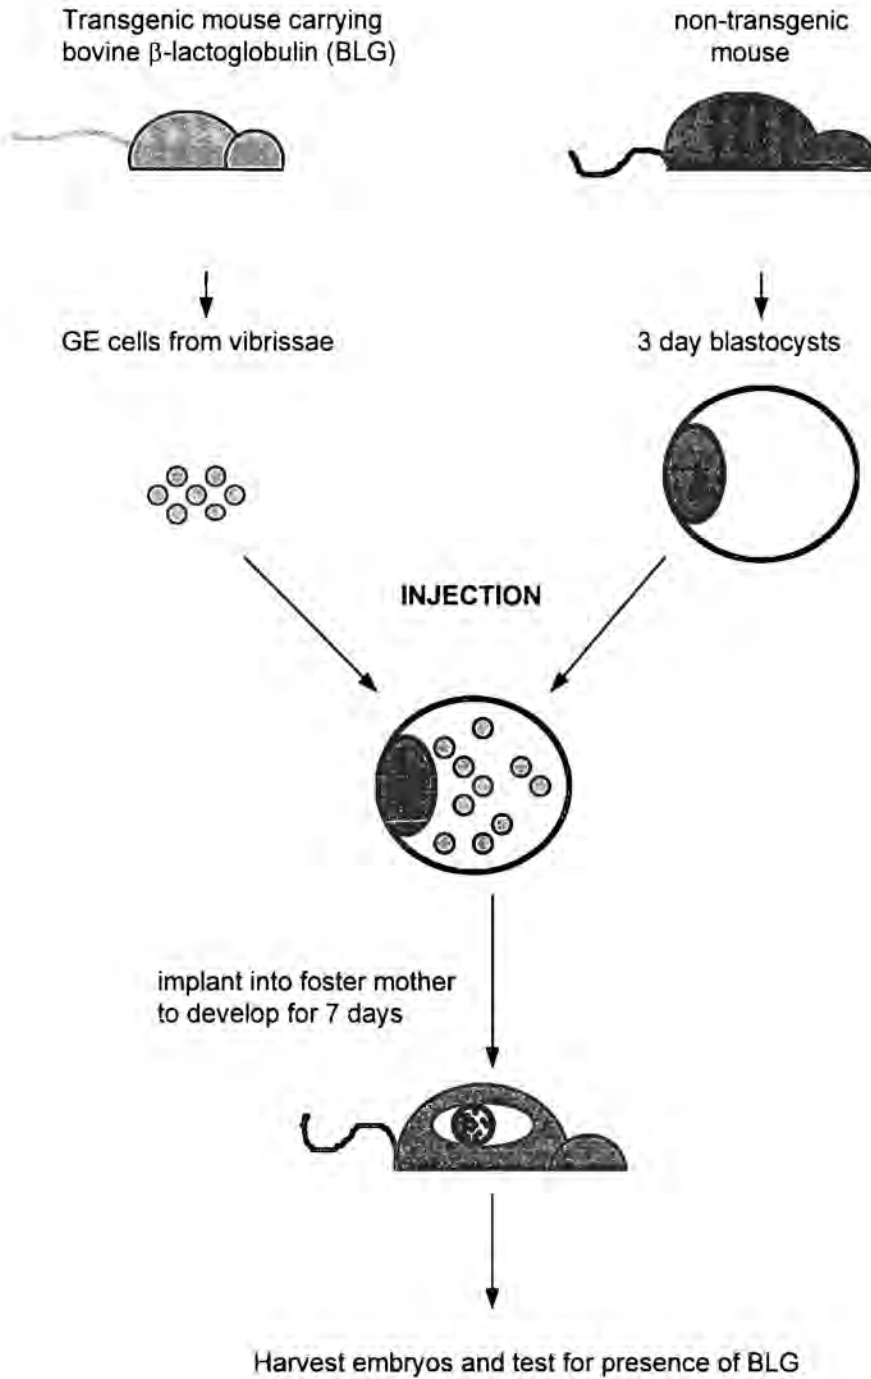 Transgenic mouse carrying
bovine β-lactoglobulin (BLG)
non-transgenic
mouse
GE cells from vibrissae
3 day blastocysts
INJECTION
implant into foster mother
to develop for 7 days
Harvest embryos and test for presence of BLG